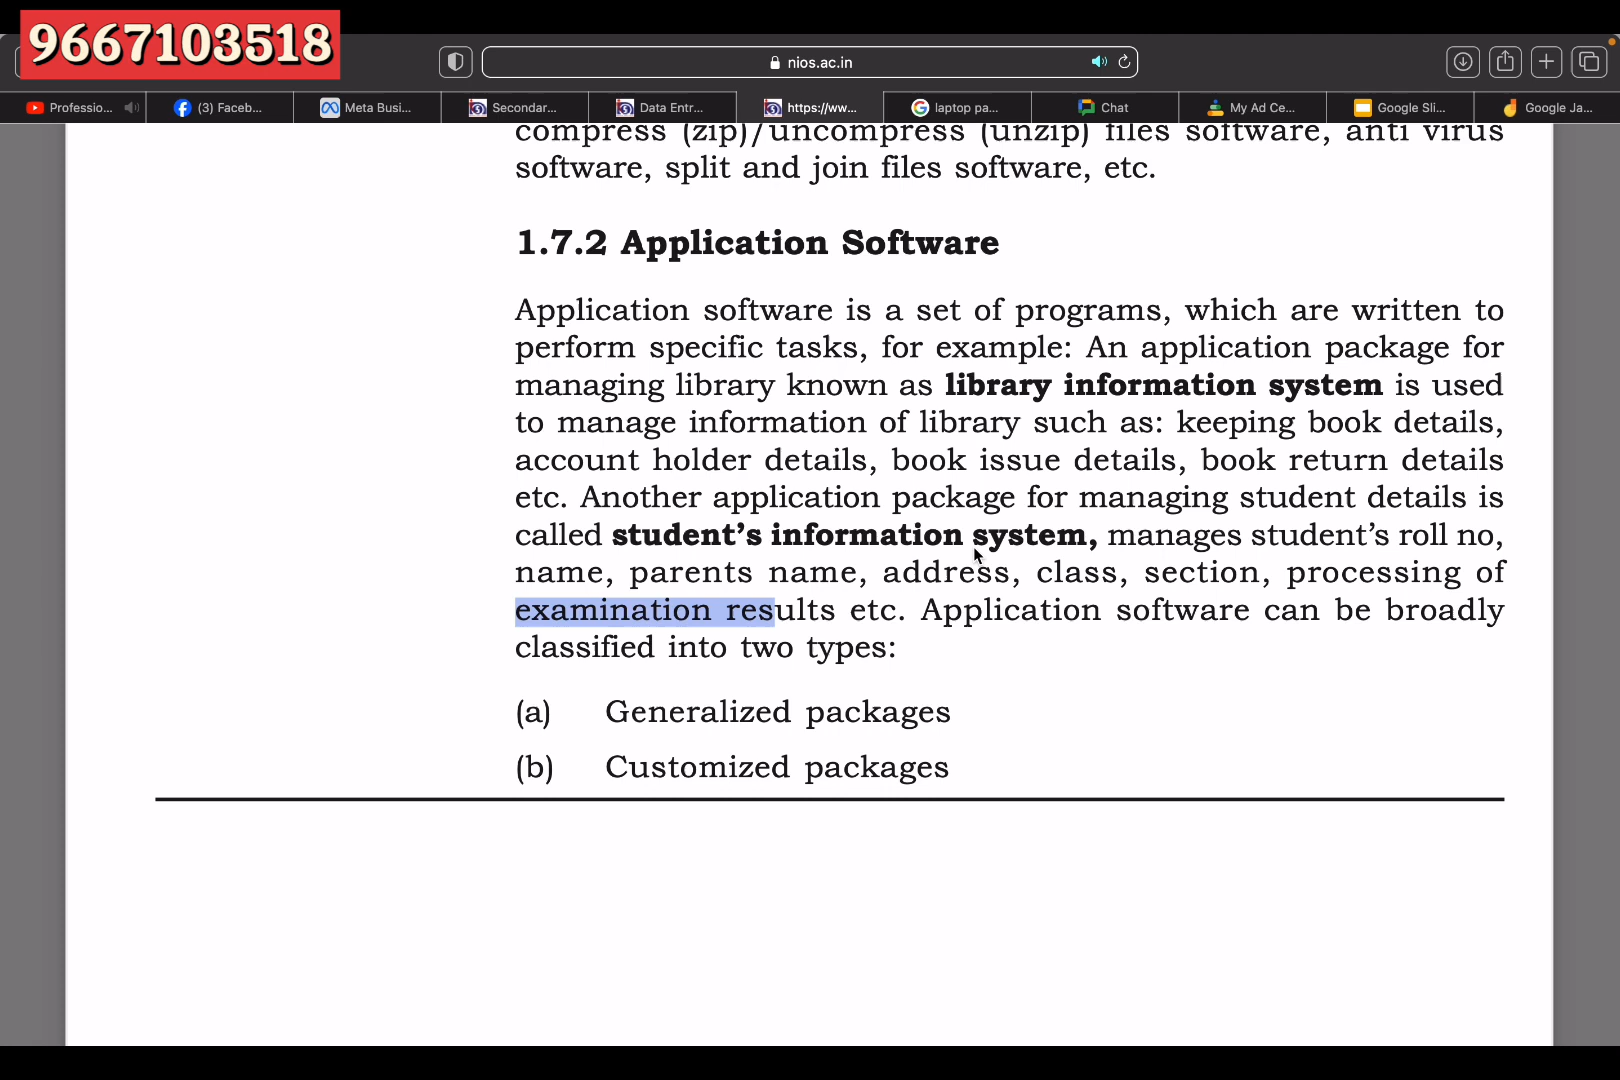 9667103518
nios.ac.in
Professio...
(3) Faceb...
Meta Busi...
Secondar...
Data Entr...
https://ww...
laptop pa...
Chat
My Ad Ce...
Google Sli...
Google Ja...
compress (zip)/uncompress (unzip) files software, anti virus
software, split and join files software, etc.
1.7.2 Application Software
Application software is a set of programs, which are written to
perform specific tasks, for example: An application package for
managing library known as library information system is used
to manage information of library such as: keeping book details,
account holder details, book issue details, book return details
etc. Another application package for managing student details is
called student’s information system, manages student’s roll no,
name, parents name, address, class, section, processing of
examination results etc. Application software can be broadly
classified into two types:
(a) Generalized packages
(b) Customized packages